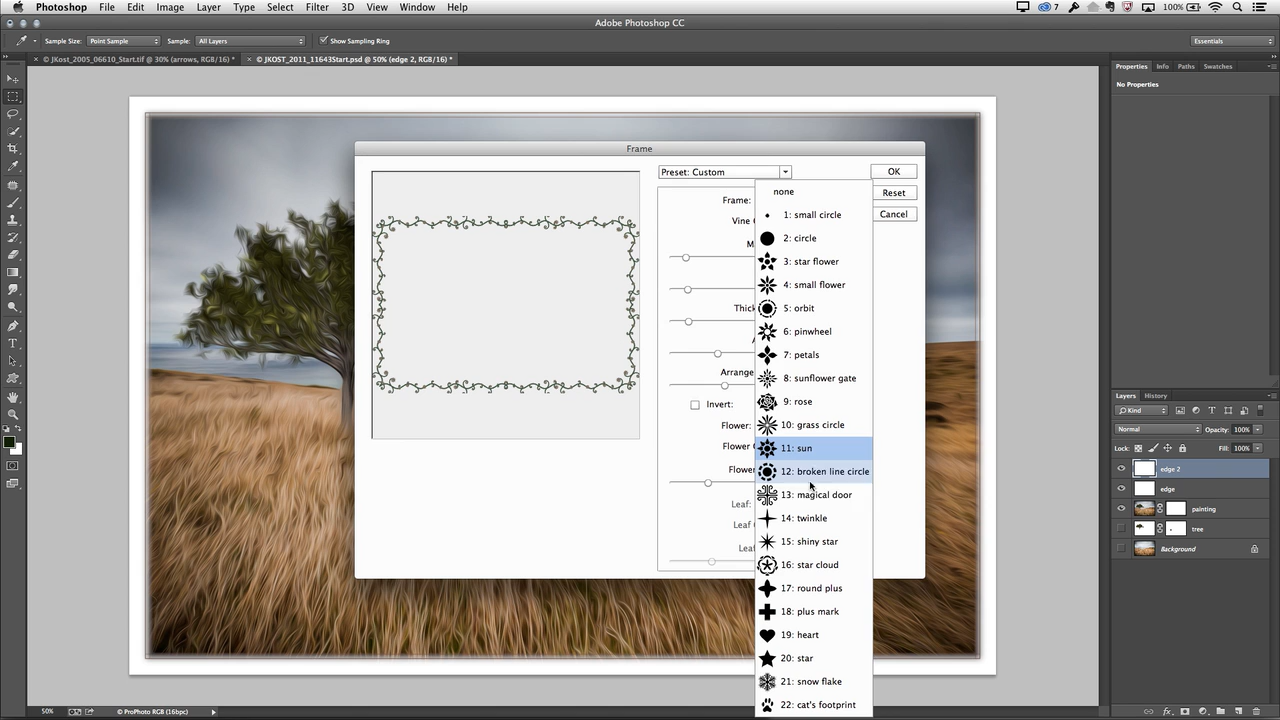 Photoshop File Edit Image Layer Type Select Filter 3D View Window Help
7 100%
Adobe Photoshop CC
Sample Size: Point Sample Sample: All Layers Show Sampling Ring Essentials
© JKost_2005_06610_Start.tif @ 30% (arrows, RGB/16) * © JKOST_2011_11643Start.psd @ 50% (edge 2, RGB/16) *
Properties Info Paths Swatches
No Properties
Frame
Preset: Custom
OK
Reset
Cancel
Frame:
Vine
Thick
Arrange
Invert:
Flower:
Flower
Flower
Leaf:
Leaf
Leaf
none
1: small circle
2: circle
3: star flower
4: small flower
5: orbit
6: pinwheel
7: petals
8: sunflower gate
9: rose
10: grass circle
11: sun
12: broken line circle
13: magical door
14: twinkle
15: shiny star
16: star cloud
17: round plus
18: plus mark
19: heart
20: star
21: snow flake
22: cat's footprint
Layers History
Kind
Normal Opacity: 100%
Lock: Fill: 100%
edge 2
edge
painting
tree
Background
50% © ProPhoto RGB (16bpc)